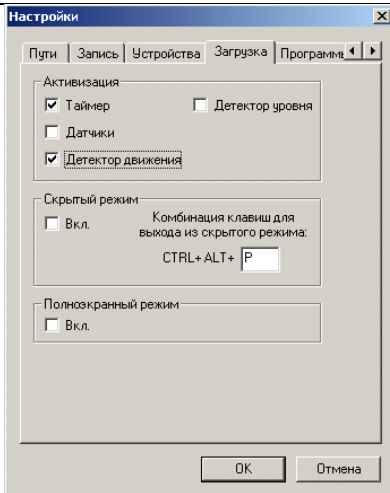 Настройки
Пути Запись Устройства Загрузка Программы
Активизация
Таймер Детектор уровня
Датчики
Детектор движения
Скрытый режим
Вкл. Комбинация клавиш для
выхода из скрытого режима:
CTRL+ ALT+ P
Полноэкранный режим
Вкл.
OK Отмена